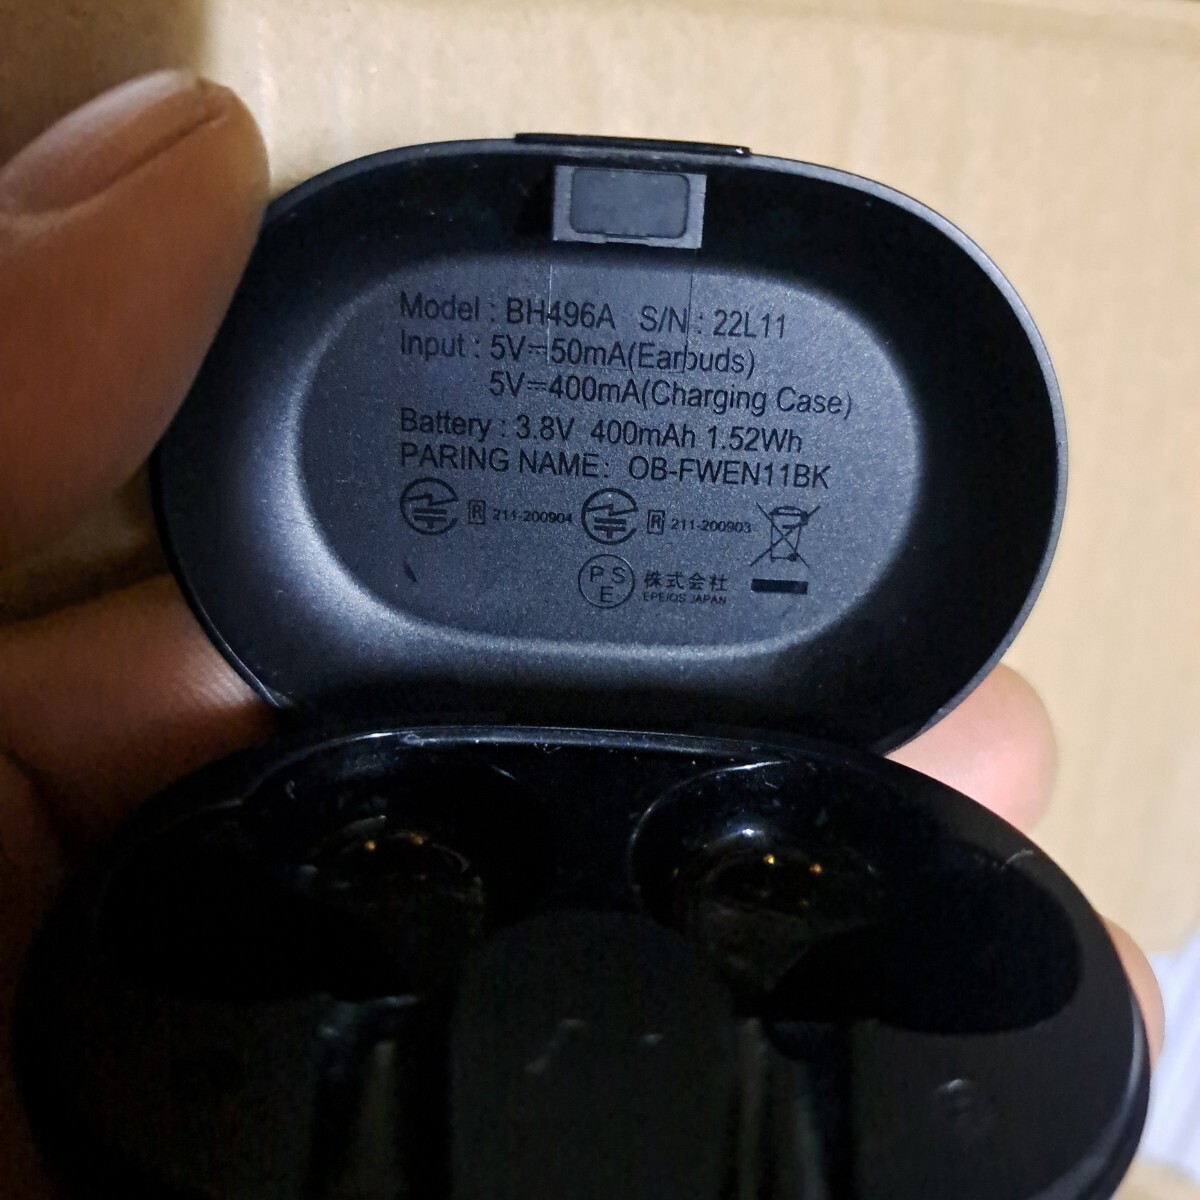 Model : BH496A S/N : 22L11
Input : 5V⎓50mA(Earbuds)
5V⎓400mA(Charging Case)
Battery : 3.8V 400mAh 1.52Wh
PARING NAME： OB-FWEN11BK
R 211-200904 R 211-200903
PSE 株式会社
EPEIOS JAPAN